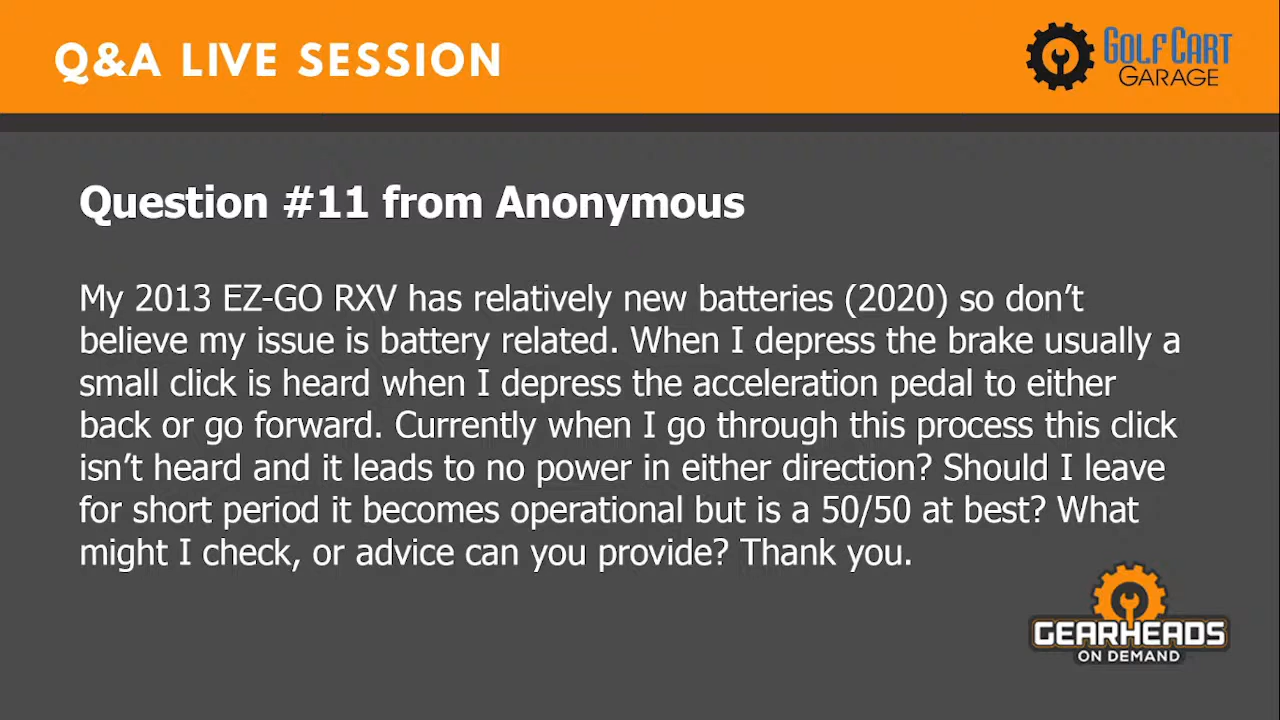 Q&A LIVE SESSION
GOLF CART
GARAGE
Question #11 from Anonymous
My 2013 EZ-GO RXV has relatively new batteries (2020) so don’t
believe my issue is battery related. When I depress the brake usually a
small click is heard when I depress the acceleration pedal to either
back or go forward. Currently when I go through this process this click
isn’t heard and it leads to no power in either direction? Should I leave
for short period it becomes operational but is a 50/50 at best? What
might I check, or advice can you provide? Thank you.
GEARHEADS
ON DEMAND